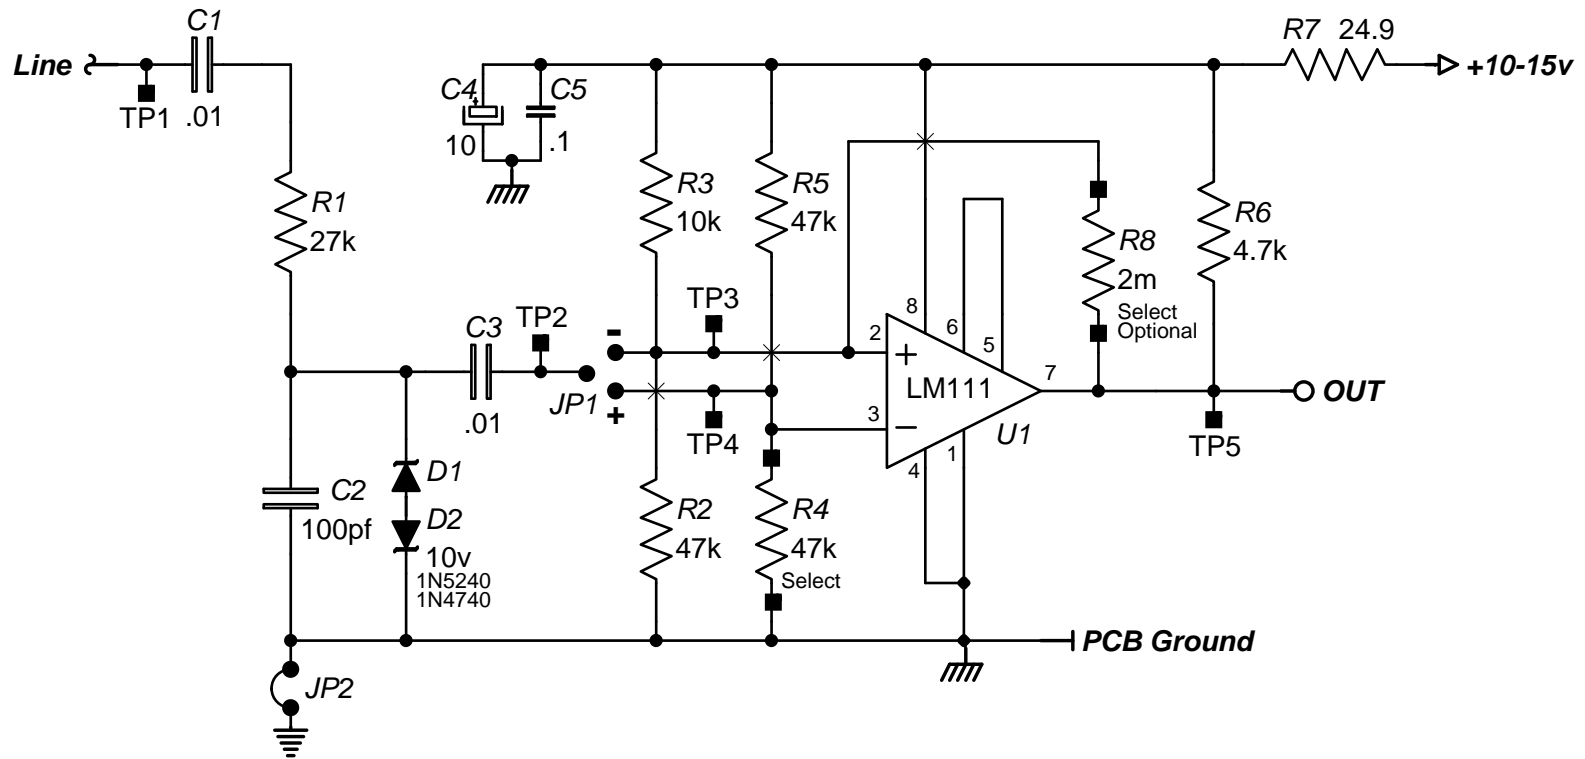 Line
TP1
C1
.01
R1
27k
C2
100pf
JP2
D1
D2
10v
1N5240
1N4740
C3
.01
TP2
JP1
-
+
C4
+
10
C5
.1
R3
10k
R5
47k
TP3
TP4
R2
47k
R4
47k
Select
2
3
8
6
5
7
4
1
+
−
LM111
U1
R8
2m
Select
Optional
R6
4.7k
R7 24.9
+10-15v
OUT
TP5
PCB Ground